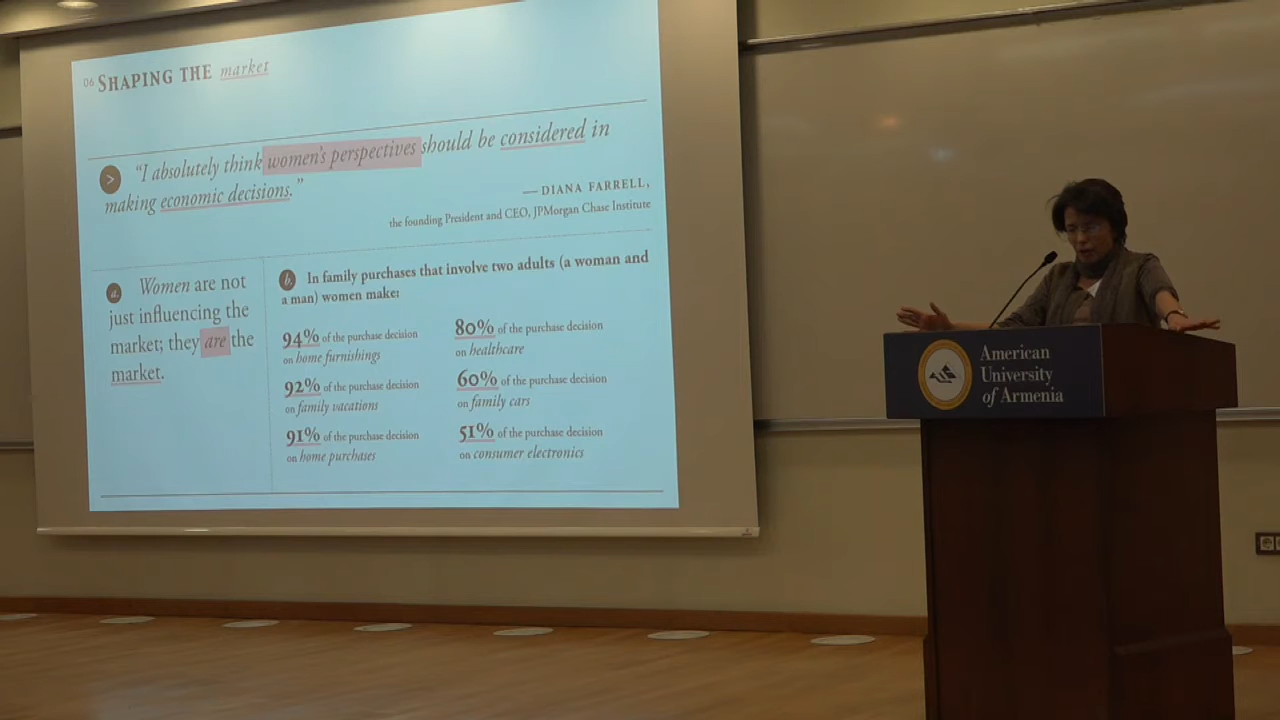 06 SHAPING THE market
> "I absolutely think women's perspectives should be considered in
making economic decisions."
— DIANA FARRELL,
the founding President and CEO, JPMorgan Chase Institute
a. Women are not
just influencing the
market; they are the
market.
b. In family purchases that involve two adults (a woman and
a man) women make:
94% of the purchase decision
on home furnishings
92% of the purchase decision
on family vacations
91% of the purchase decision
on home purchases
80% of the purchase decision
on healthcare
60% of the purchase decision
on family cars
51% of the purchase decision
on consumer electronics
American
University
of Armenia